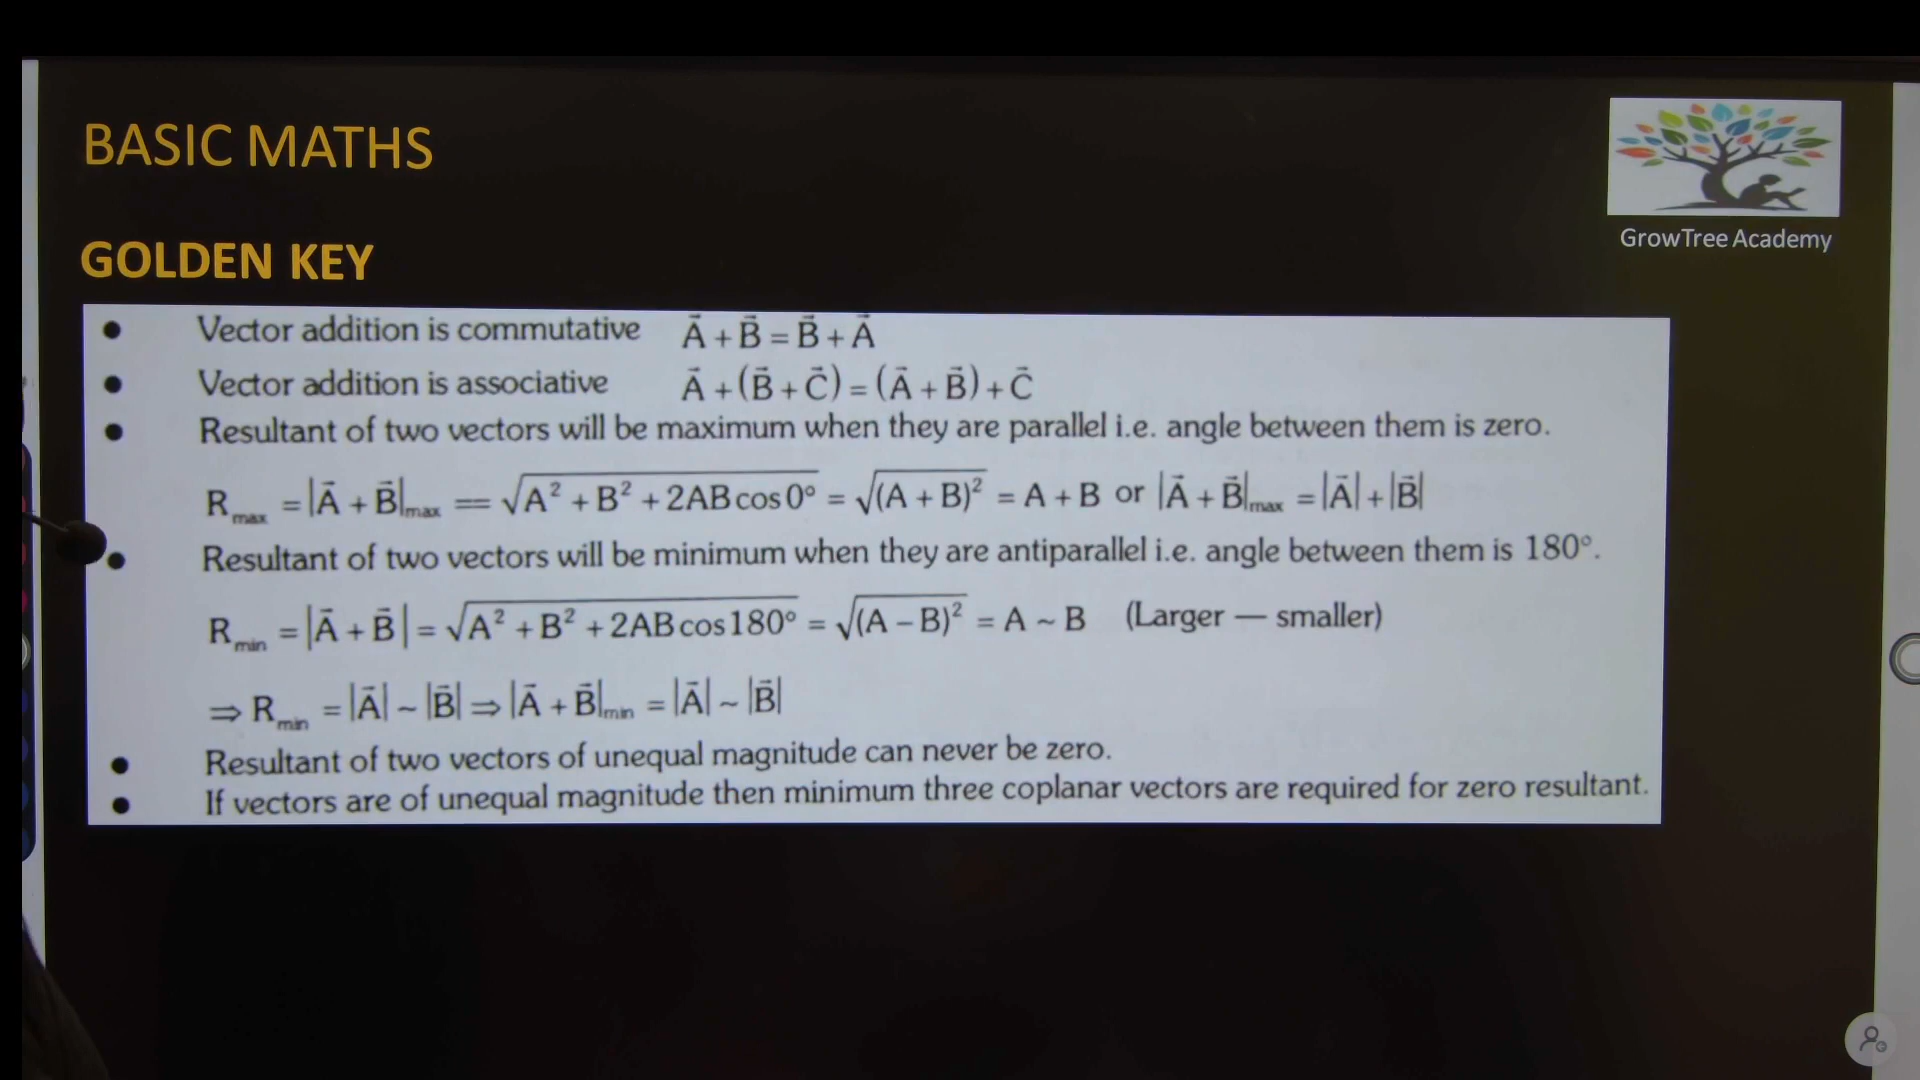 BASIC MATHS
GrowTree Academy
GOLDEN KEY
• Vector addition is commutative A⃗ + B⃗ = B⃗ + A⃗
• Vector addition is associative A⃗ + (B⃗ + C⃗) = (A⃗ + B⃗) + C⃗
• Resultant of two vectors will be maximum when they are parallel i.e. angle between them is zero.
R_max = |A⃗ + B⃗|_max == √(A² + B² + 2AB cos 0°) = √((A + B)²) = A + B or |A⃗ + B⃗|_max = |A⃗| + |B⃗|
• Resultant of two vectors will be minimum when they are antiparallel i.e. angle between them is 180°.
R_min = |A⃗ + B⃗| = √(A² + B² + 2AB cos 180°) = √((A − B)²) = A ~ B (Larger — smaller)
⇒ R_min = |A⃗| ~ |B⃗| ⇒ |A⃗ + B⃗|_min = |A⃗| ~ |B⃗|
• Resultant of two vectors of unequal magnitude can never be zero.
• If vectors are of unequal magnitude then minimum three coplanar vectors are required for zero resultant.